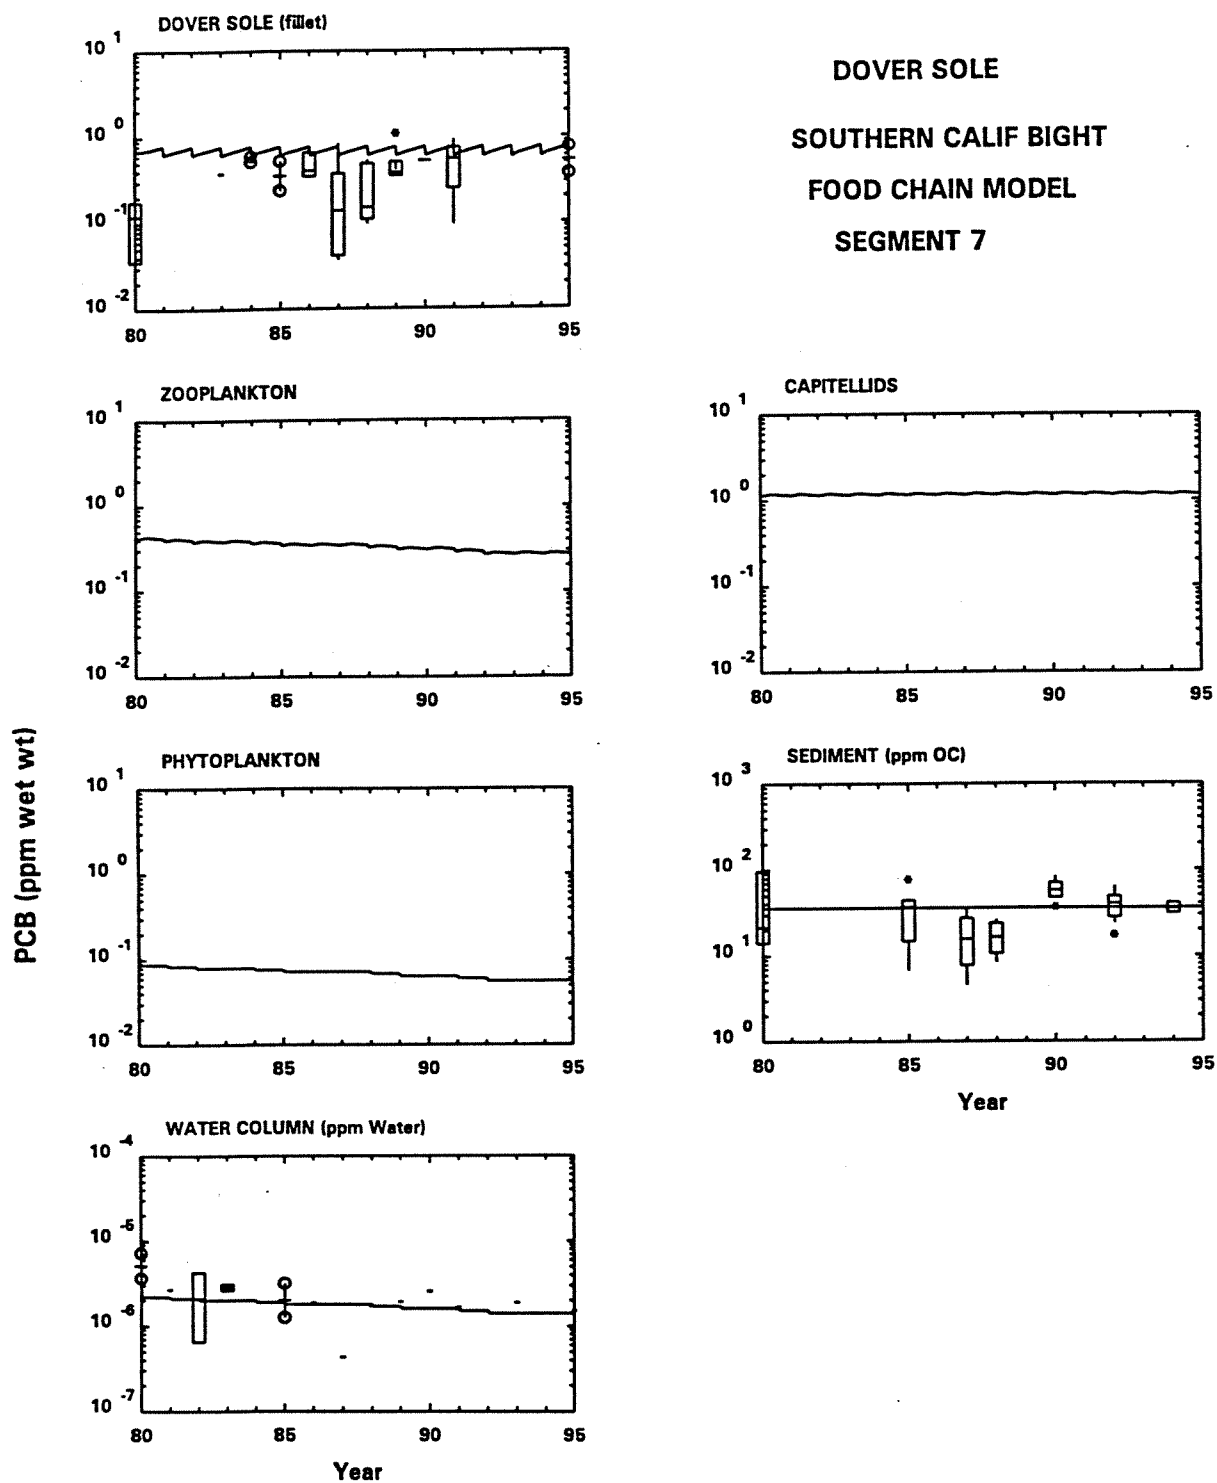 DOVER SOLE (fillet)
10 1
10 0
10 -1
10 -2
80 85 90 95
DOVER SOLE
SOUTHERN CALIF BIGHT
FOOD CHAIN MODEL
SEGMENT 7
ZOOPLANKTON
10 1
10 0
10 -1
10 -2
80 85 90 95
CAPITELLIDS
10 1
10 0
10 -1
10 -2
80 85 90 95
PCB (ppm wet wt)
PHYTOPLANKTON
10 1
10 0
10 -1
10 -2
80 85 90 95
SEDIMENT (ppm OC)
10 3
10 2
10 1
10 0
80 85 90 95
Year
WATER COLUMN (ppm Water)
10 -4
10 -5
10 -6
10 -7
80 85 90 95
Year